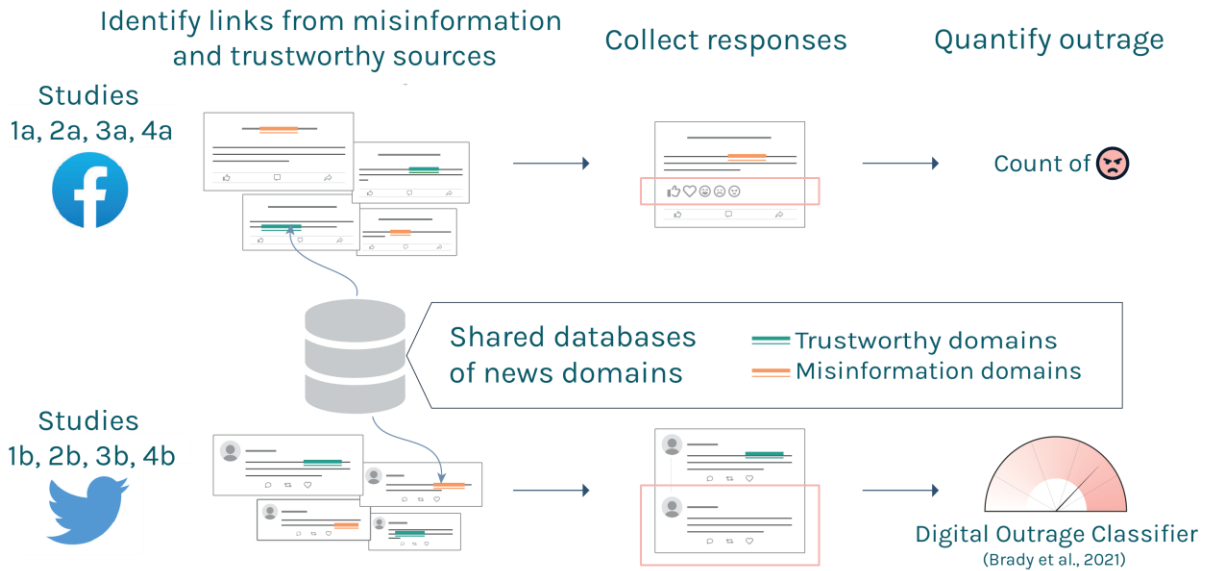 Identify links from misinformation
and trustworthy sources
Collect responses
Quantify outrage
Studies
1a, 2a, 3a, 4a
Count of
Shared databases
of news domains
Trustworthy domains
Misinformation domains
Studies
1b, 2b, 3b, 4b
Digital Outrage Classifier
(Brady et al., 2021)